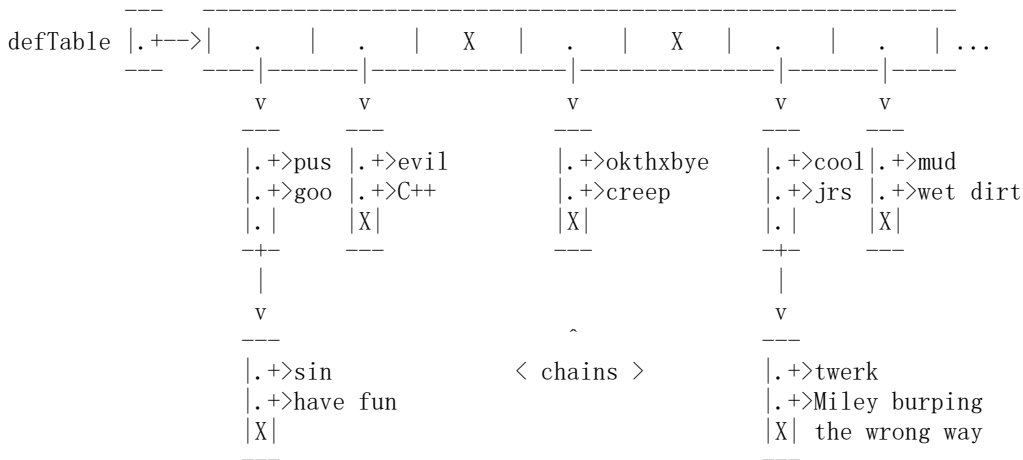 ---   ----------------------------------------------------------
defTable |.+-->|   .   |   .   |   X   |   .   |   X   |   .   |   .   | ...
---   ----|-------|---------------|---------------|-------|-----
v       v               v               v       v
---     ---             ---             ---     ---
|.+>pus |.+>evil        |.+>okthxbye    |.+>cool|.+>mud
|.+>goo |.+>C++         |.+>creep       |.+>jrs |.+>wet dirt
|.|     |X|             |X|             |.|     |X|
-+-     ---             ---             -+-     ---
|                                       |
v                                       v
---                     ^               ---
|.+>sin             < chains >          |.+>twerk
|.+>have fun                            |.+>Miley burping
|X|                                     |X| the wrong way
---                                     ---